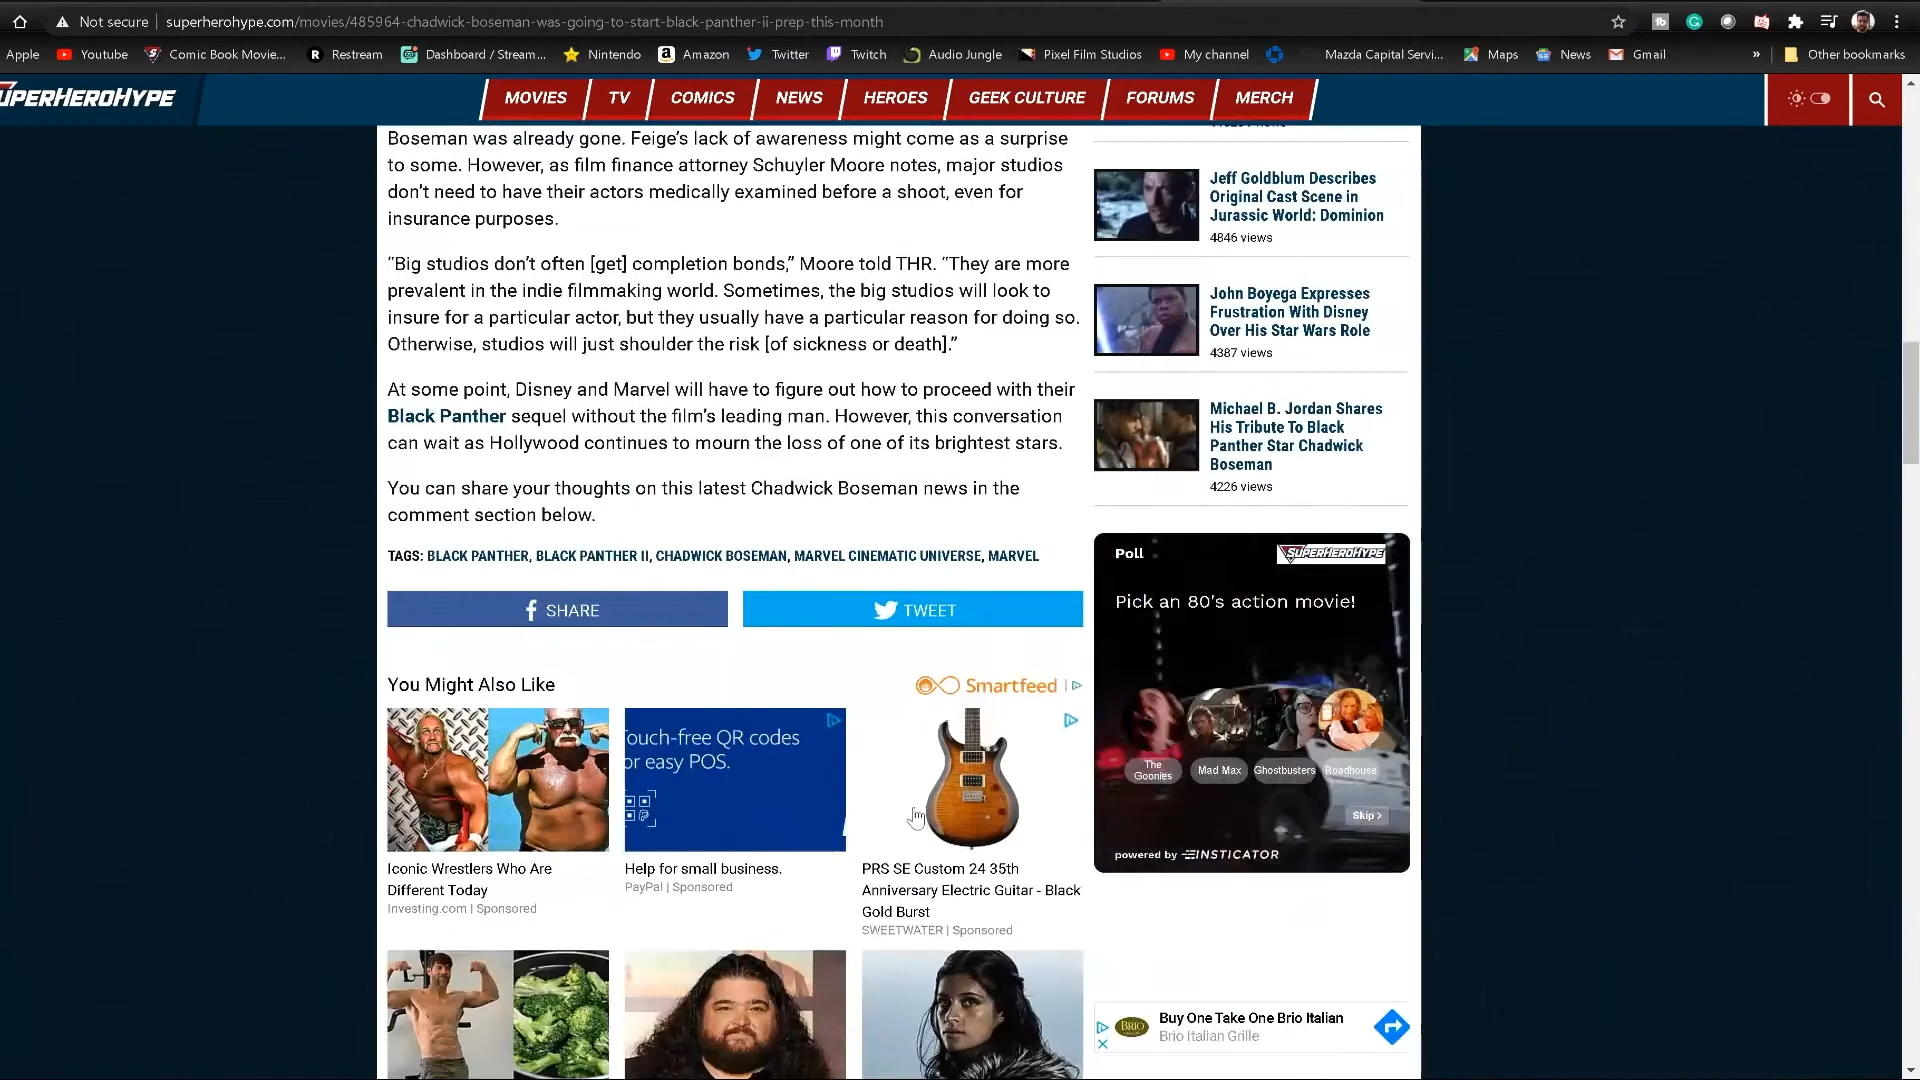 Not secure
superherohype.com/movies/485964-chadwick-boseman-was-going-to-start-black-panther-ii-prep-this-month
Apple
Youtube
Comic Book Movie...
Restream
Dashboard / Stream...
Nintendo
Amazon
Twitter
Twitch
Audio Jungle
Pixel Film Studios
My channel
Mazda Capital Servi...
Maps
News
Gmail
»
Other bookmarks
SUPERHEROHYPE
MOVIES
TV
COMICS
NEWS
HEROES
GEEK CULTURE
FORUMS
MERCH
Boseman was already gone. Feige’s lack of awareness might come as a surprise
to some. However, as film finance attorney Schuyler Moore notes, major studios
don’t need to have their actors medically examined before a shoot, even for
insurance purposes.
“Big studios don’t often [get] completion bonds,” Moore told THR. “They are more
prevalent in the indie filmmaking world. Sometimes, the big studios will look to
insure for a particular actor, but they usually have a particular reason for doing so.
Otherwise, studios will just shoulder the risk [of sickness or death].”
At some point, Disney and Marvel will have to figure out how to proceed with their
Black Panther sequel without the film’s leading man. However, this conversation
can wait as Hollywood continues to mourn the loss of one of its brightest stars.
You can share your thoughts on this latest Chadwick Boseman news in the
comment section below.
TAGS: BLACK PANTHER, BLACK PANTHER II, CHADWICK BOSEMAN, MARVEL CINEMATIC UNIVERSE, MARVEL
SHARE
TWEET
You Might Also Like
Smartfeed
Touch-free QR codes
or easy POS.
Iconic Wrestlers Who Are
Different Today
Investing.com | Sponsored
Help for small business.
PayPal | Sponsored
PRS SE Custom 24 35th
Anniversary Electric Guitar - Black
Gold Burst
SWEETWATER | Sponsored
Jeff Goldblum Describes
Original Cast Scene in
Jurassic World: Dominion
4846 views
John Boyega Expresses
Frustration With Disney
Over His Star Wars Role
4387 views
Michael B. Jordan Shares
His Tribute To Black
Panther Star Chadwick
Boseman
4226 views
Poll
SUPERHEROHYPE
Pick an 80's action movie!
The
Goonies
Mad Max
Ghostbusters
Roadhouse
Skip >
powered by INSTICATOR
BRIO
Buy One Take One Brio Italian
Brio Italian Grille